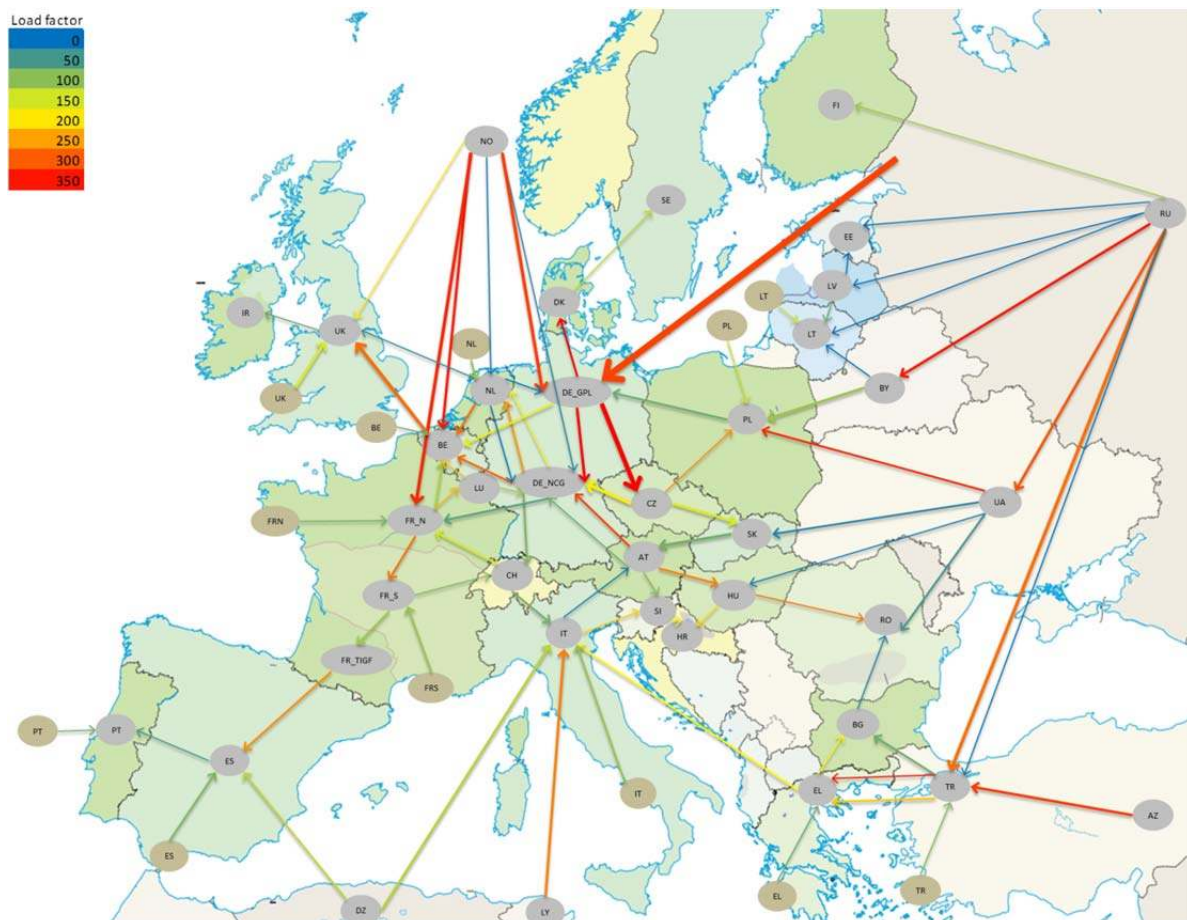 Load factor
0
50
100
150
200
250
300
350
FI
NO
SE
RU
EE
LV
LT
DK
IR
UK
LT
PL
NL
NL
DE_GPL
BY
UK
PL
BE
BE
LU
DE_NCG
CZ
UA
FRN
FR_N
SK
AT
CH
HU
FR_S
SI
RO
IT
HR
FR_TIGF
FRS
BG
PT
PT
ES
EL
TR
IT
AZ
ES
EL
TR
DZ
LY